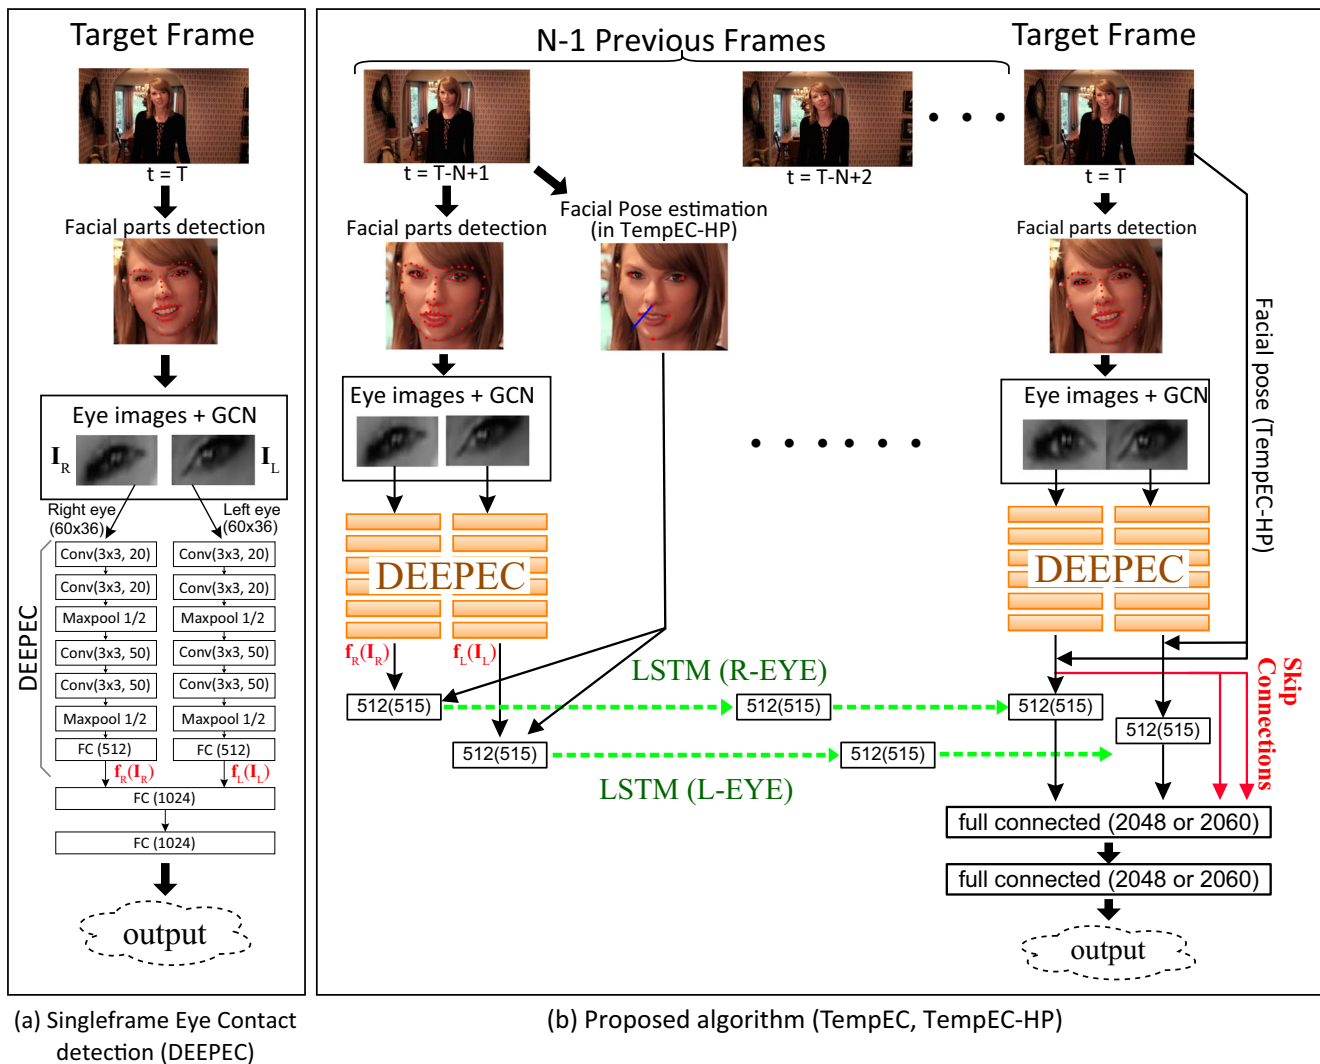 Target Frame
t = T
Facial parts detection
Eye images + GCN
I_R
I_L
Right eye
(60x36)
Left eye
(60x36)
DEEPEC
Conv(3x3, 20)
Conv(3x3, 20)
Conv(3x3, 20)
Conv(3x3, 20)
Maxpool 1/2
Maxpool 1/2
Conv(3x3, 50)
Conv(3x3, 50)
Conv(3x3, 50)
Conv(3x3, 50)
Maxpool 1/2
Maxpool 1/2
FC (512)
FC (512)
f_R(I_R)
f_L(I_L)
FC (1024)
FC (1024)
output
(a) Singleframe Eye Contact
detection (DEEPEC)
N-1 Previous Frames
Target Frame
t = T-N+1
t = T-N+2
t = T
Facial parts detection
Facial Pose estimation
(in TempEC-HP)
Facial parts detection
Facial pose (TempEC-HP)
Eye images + GCN
Eye images + GCN
DEEPEC
DEEPEC
f_R(I_R)
f_L(I_L)
LSTM (R-EYE)
512(515)
512(515)
512(515)
512(515)
512(515)
512(515)
LSTM (L-EYE)
Skip
Connections
full connected (2048 or 2060)
full connected (2048 or 2060)
output
(b) Proposed algorithm (TempEC, TempEC-HP)